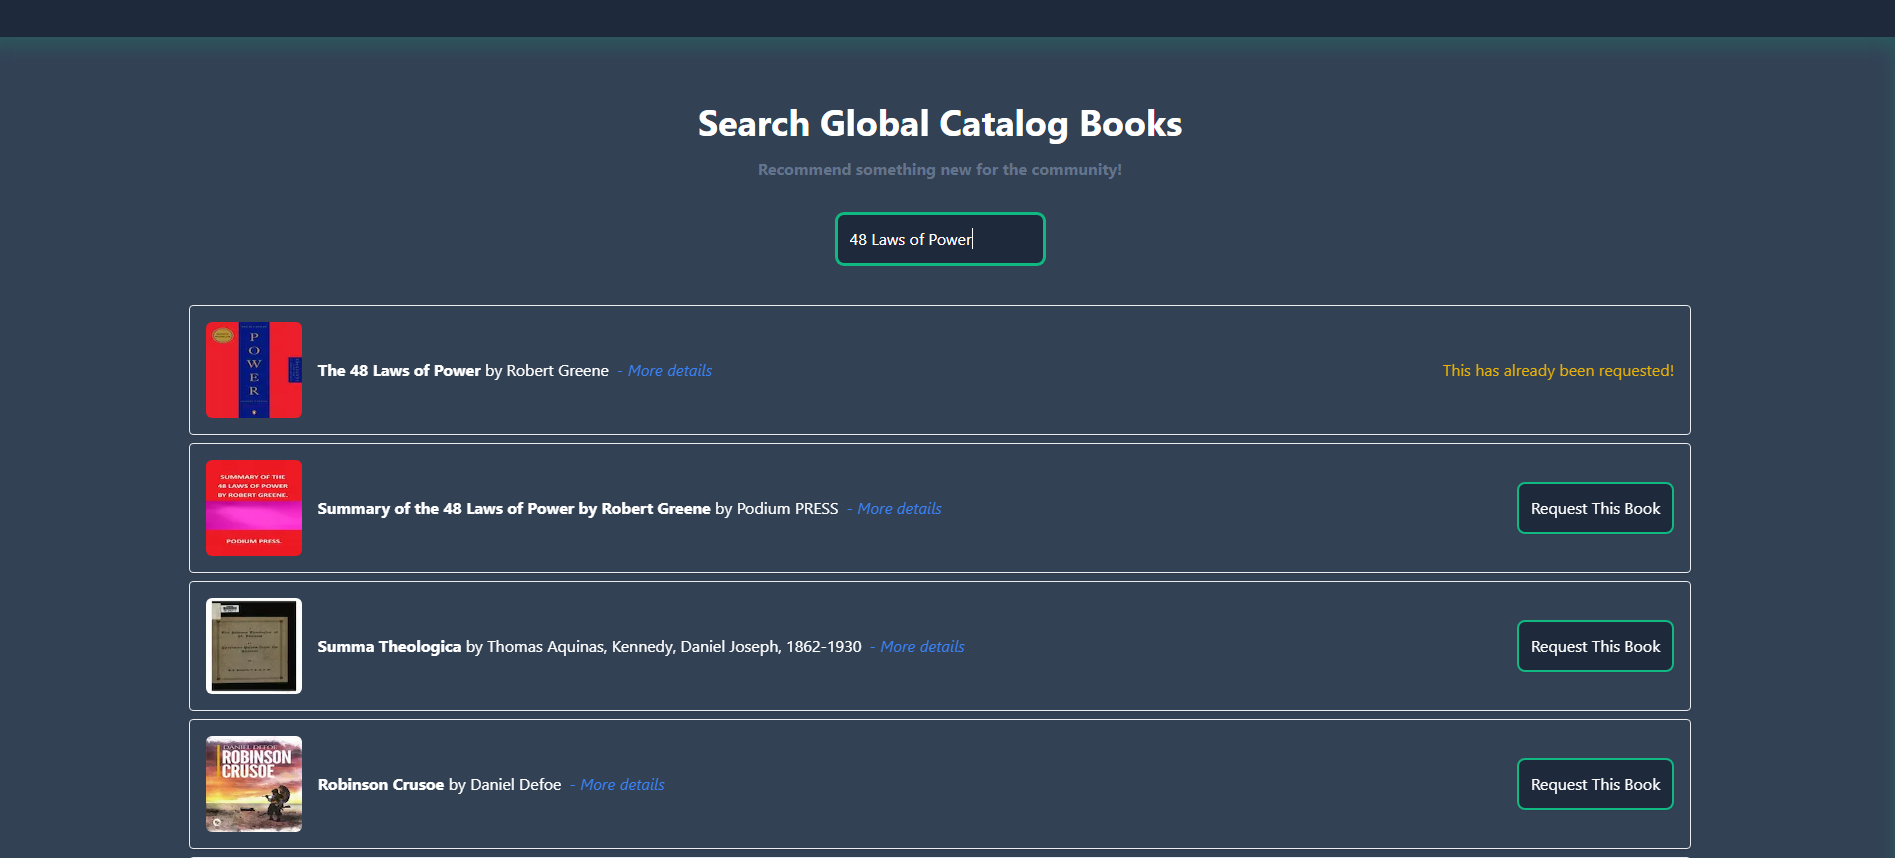 Search Global Catalog Books
Recommend something new for the community!
48 Laws of Power
POWER
The 48 Laws of Power by Robert Greene - More details
This has already been requested!
SUMMARY OF THE
48 LAWS OF POWER
BY ROBERT GREENE.
PODIUM PRESS.
Summary of the 48 Laws of Power by Robert Greene by Podium PRESS - More details
Request This Book
Summa Theologica by Thomas Aquinas, Kennedy, Daniel Joseph, 1862-1930 - More details
Request This Book
DANIEL DEFOE
ROBINSON
CRUSOE
Robinson Crusoe by Daniel Defoe - More details
Request This Book